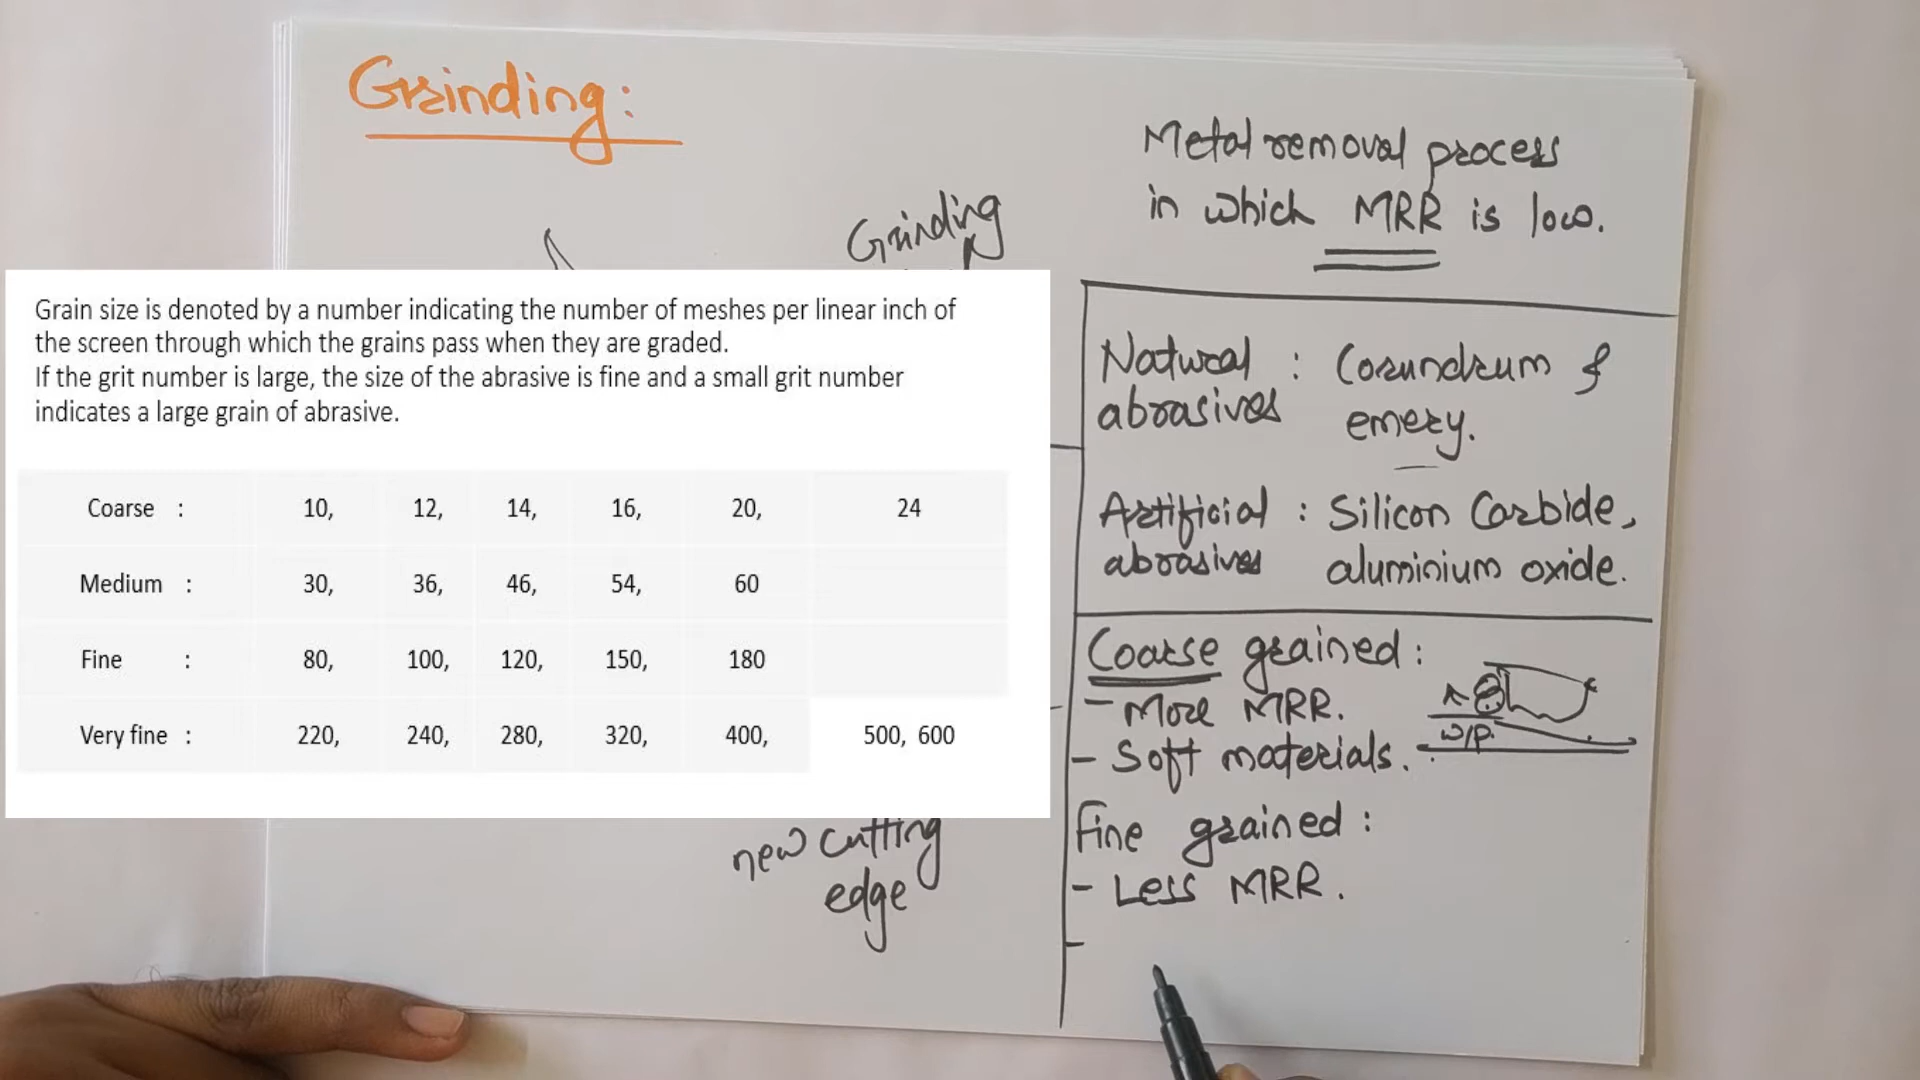 Grinding:
Metal removal process
in which MRR is low.
Grinding
Grain size is denoted by a number indicating the number of meshes per linear inch of
the screen through which the grains pass when they are graded.
If the grit number is large, the size of the abrasive is fine and a small grit number
indicates a large grain of abrasive.
Coarse : 10, 12, 14, 16, 20, 24
Medium : 30, 36, 46, 54, 60
Fine : 80, 100, 120, 150, 180
Very fine : 220, 240, 280, 320, 400, 500, 600
new cutting
edge
Natural : Corundrum &
abrasives emery.
Artificial : Silicon Carbide,
abrasives aluminium oxide.
Coarse grained:
- More MRR.
w/p.
- Soft materials.
Fine grained:
- Less MRR.
-